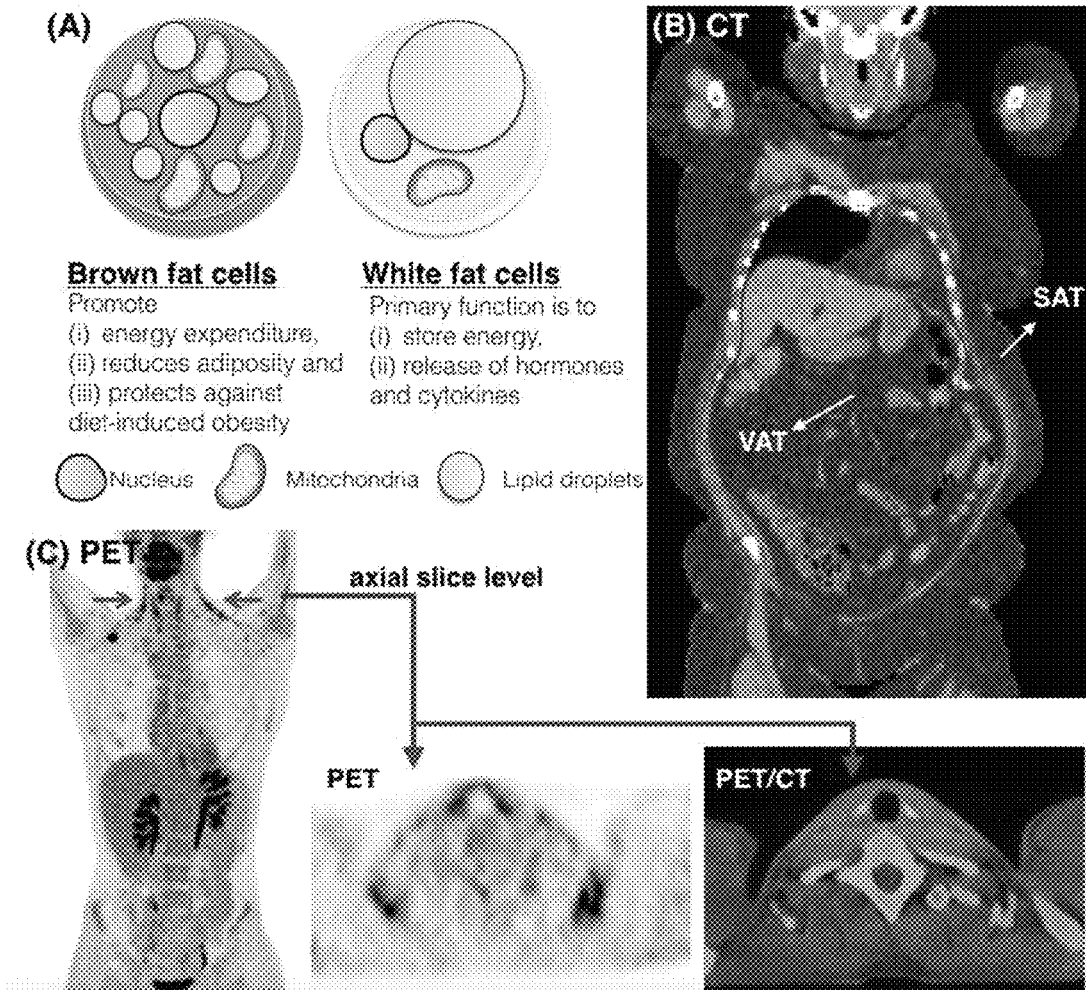 (A)
Brown fat cells
Promote
(i) energy expenditure,
(ii) reduces adiposity and
(iii) protects against
diet-induced obesity
White fat cells
Primary function is to
(i) store energy,
(ii) release of hormones
and cytokines
Nucleus
Mitochondria
Lipid droplets
(B) CT
SAT
VAT
(C) PET
axial slice level
PET
PET/CT